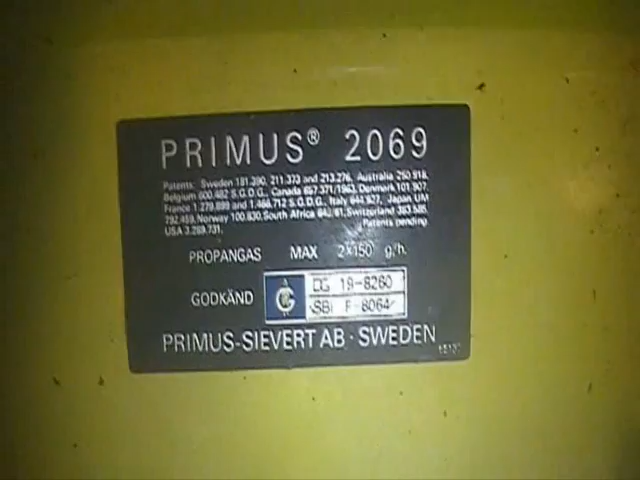 PRIMUS® 2069
Patents: Sweden 181.390, 211.373 and 213.276, Australia 250.918,
Belgium 600.482 S.G.D.G., Canada 657.371/1963, Denmark 101.907,
France 1.279.899 and 1.466.712 S.G.D.G., Italy 644.927, Japan UM
792.459, Norway 100.830, South Africa 61, Switzerland 383.585,
USA 3.289.731. Patents pending.
PROPANGAS MAX 2×150 g/h.
GODKÄND DG 19-8260
SBI F-8064
PRIMUS-SIEVERT AB · SWEDEN